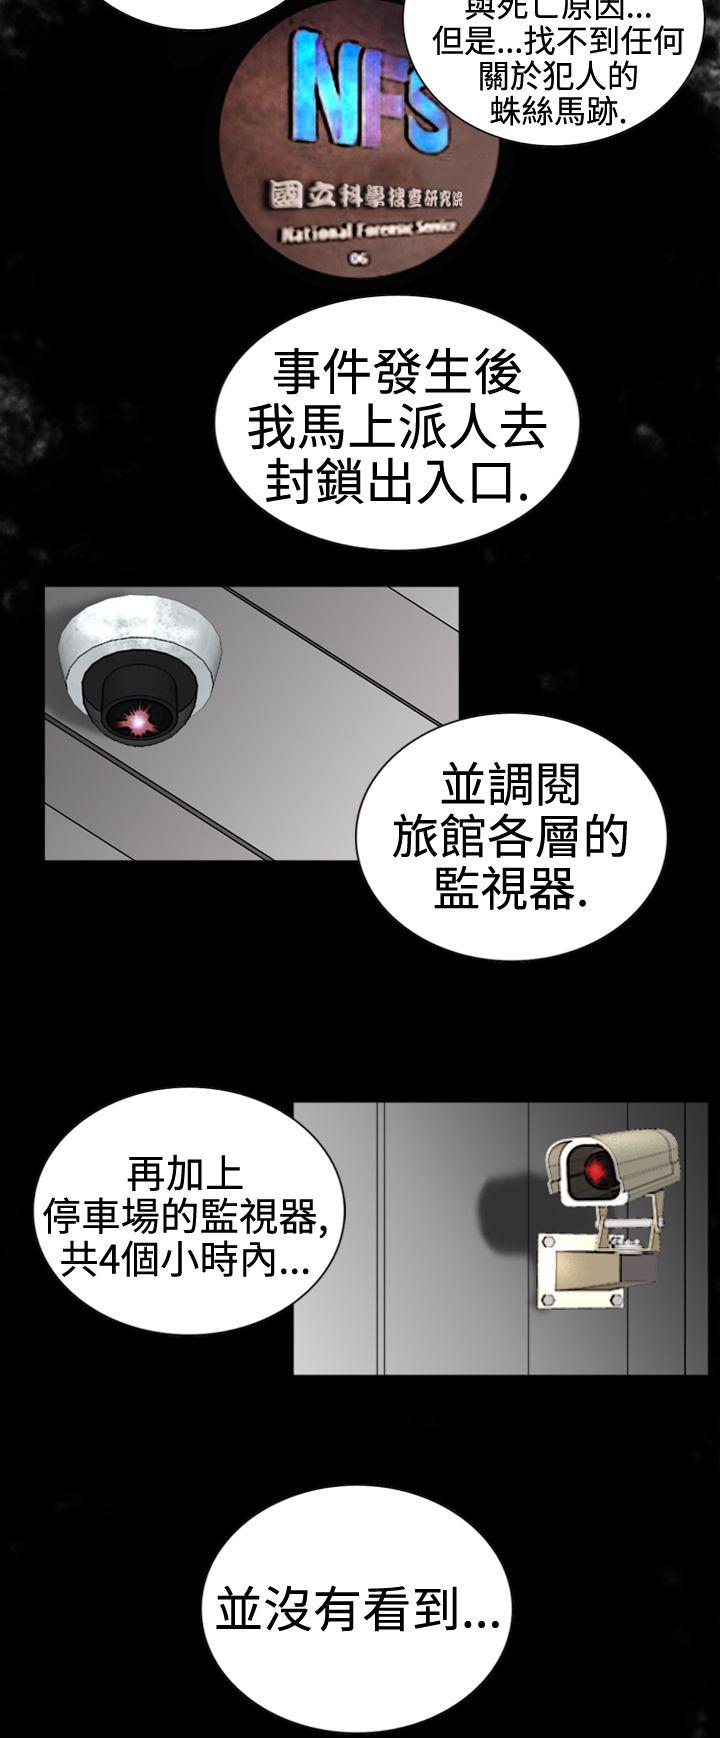 與死亡原因...
但是...找不到任何
關於犯人的
蛛絲馬跡.
NFS
國立科學搜查研究院
National Forensic Service
06
事件發生後
我馬上派人去
封鎖出入口.
並調閱
旅館各層的
監視器.
再加上
停車場的監視器,
共4個小時內...
並沒有看到...